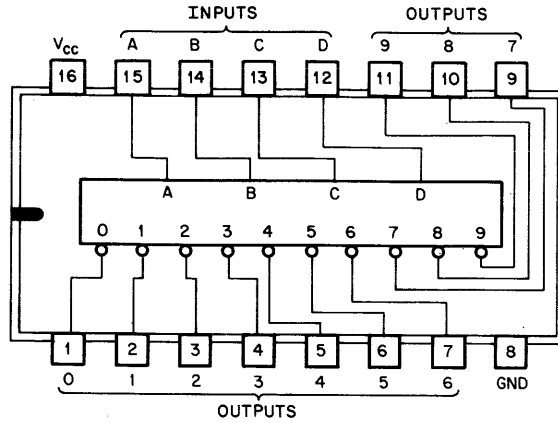 INPUTS OUTPUTS
VCC A B C D 9 8 7
16 15 14 13 12 11 10 9
A B C D
0 1 2 3 4 5 6 7 8 9
1 2 3 4 5 6 7 8
0 1 2 3 4 5 6 GND
OUTPUTS